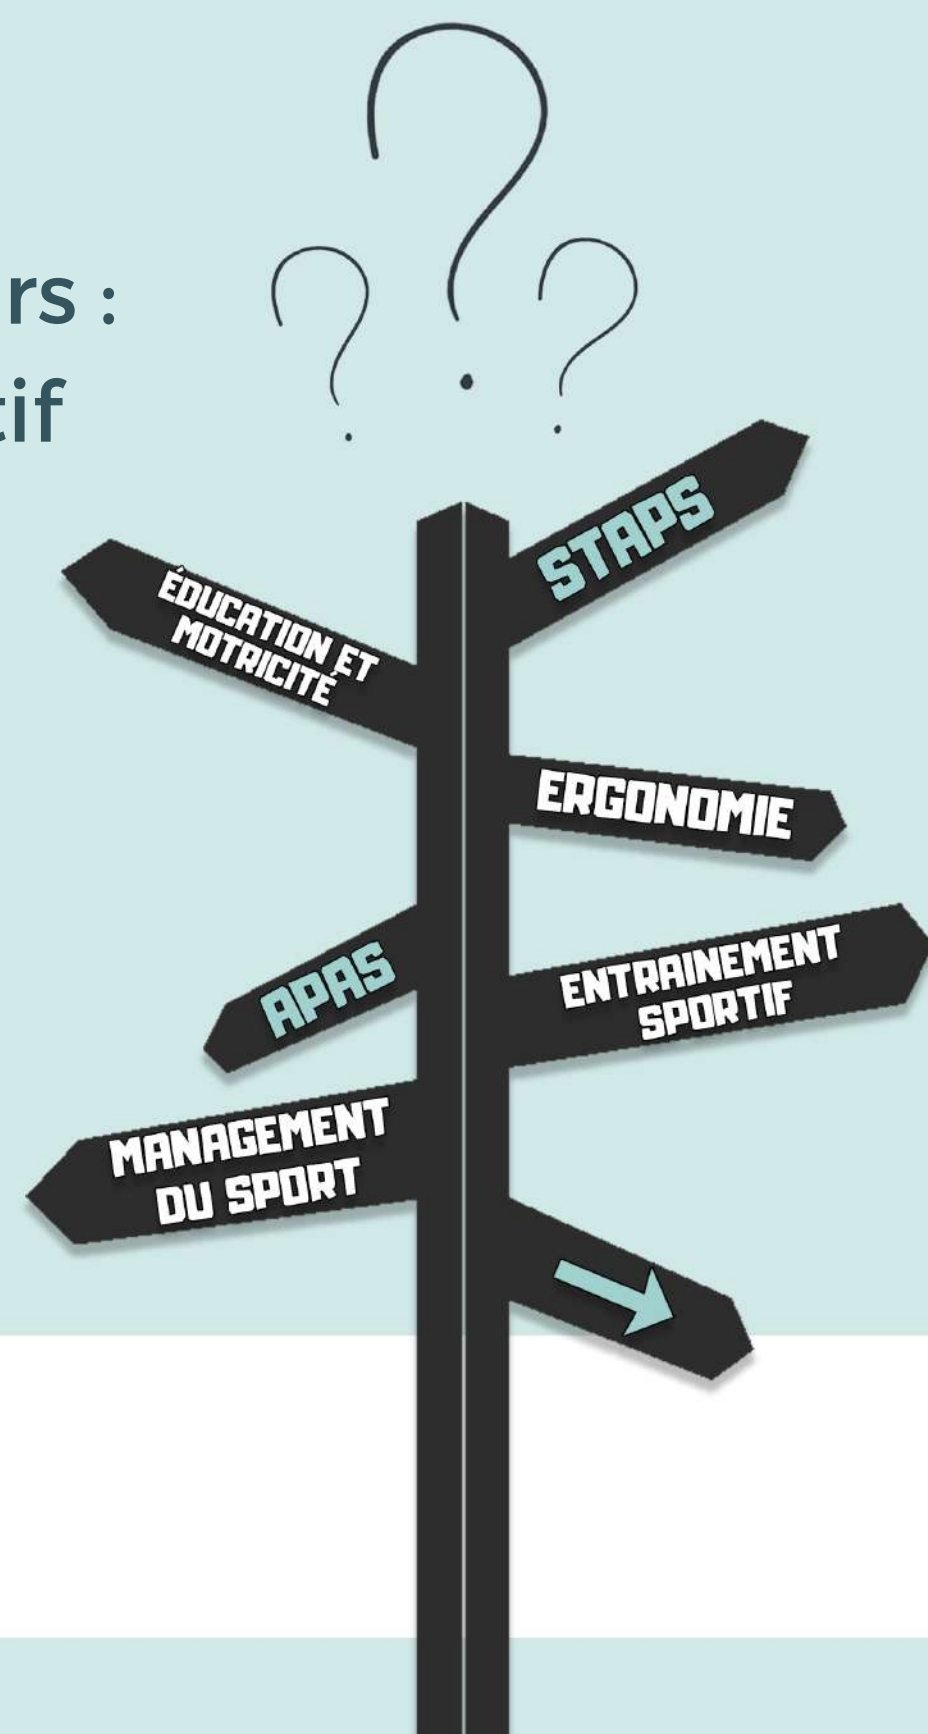 rs :
tif
STAPS
ÉDUCATION ET
MOTRICITÉ
ERGONOMIE
APAS
ENTRAINEMENT
SPORTIF
MANAGEMENT
DU SPORT